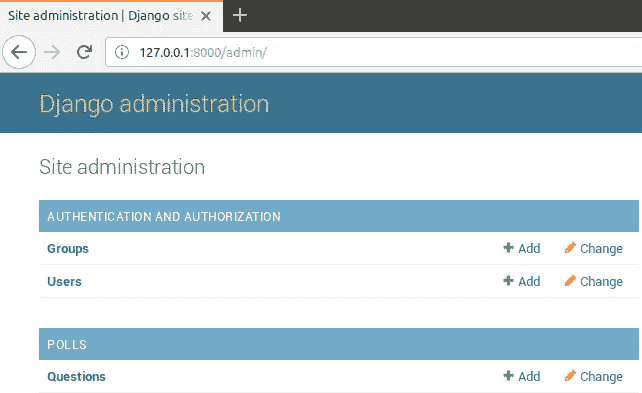 Site administration | Django site
127.0.0.1:8000/admin/
Django administration
Site administration
AUTHENTICATION AND AUTHORIZATION
Groups Add Change
Users Add Change
POLLS
Questions Add Change